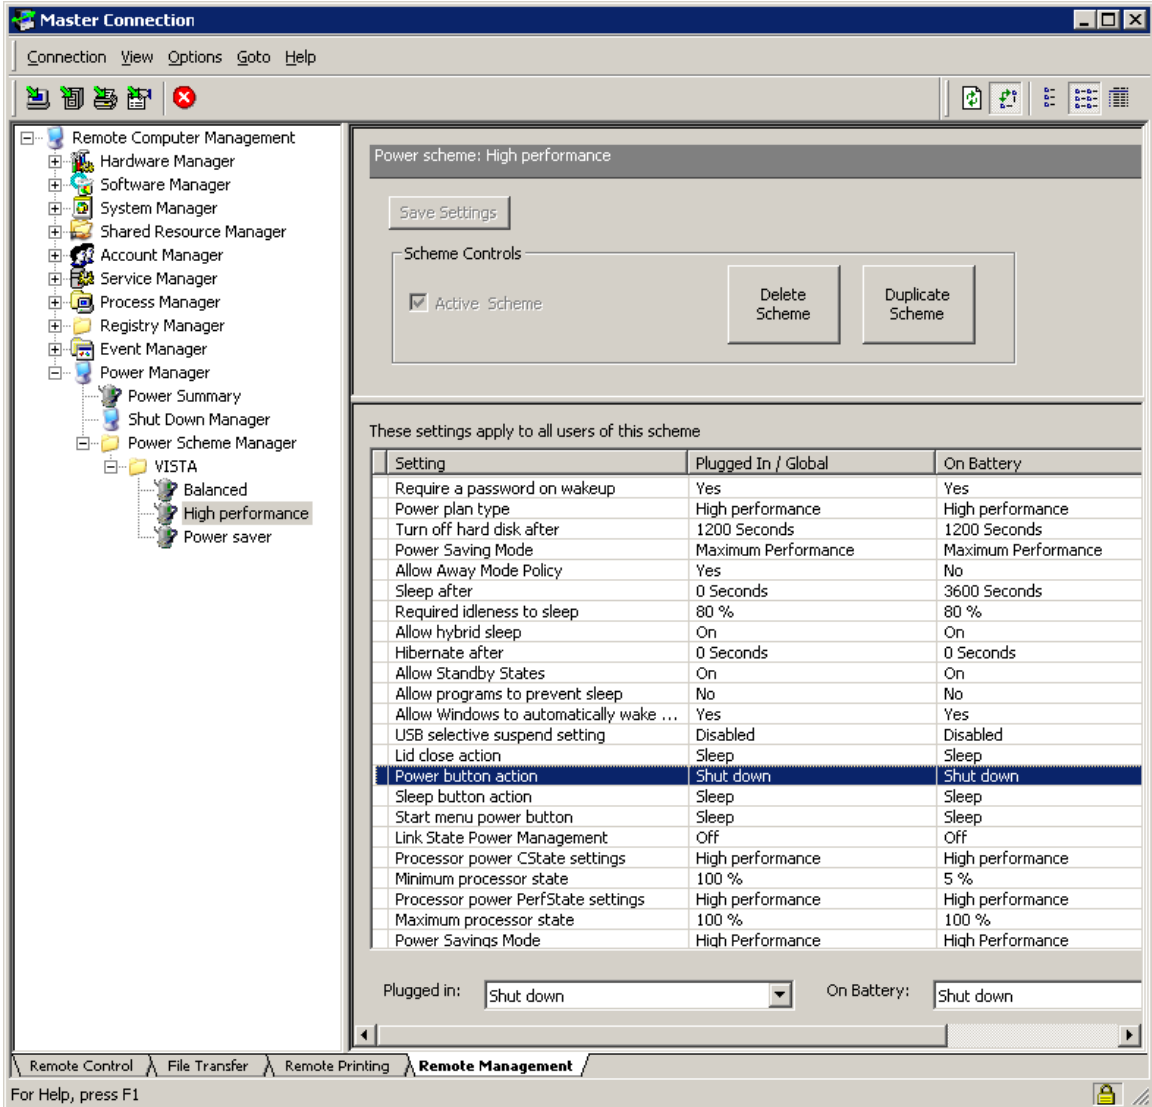 Master Connection
Connection View Options Goto Help
Remote Computer Management
Hardware Manager
Software Manager
System Manager
Shared Resource Manager
Account Manager
Service Manager
Process Manager
Registry Manager
Event Manager
Power Manager
Power Summary
Shut Down Manager
Power Scheme Manager
VISTA
Balanced
High performance
Power saver
Power scheme: High performance
Save Settings
Scheme Controls
Active Scheme
Delete Scheme
Duplicate Scheme
These settings apply to all users of this scheme
Setting Plugged In / Global On Battery
Require a password on wakeup Yes Yes
Power plan type High performance High performance
Turn off hard disk after 1200 Seconds 1200 Seconds
Power Saving Mode Maximum Performance Maximum Performance
Allow Away Mode Policy Yes No
Sleep after 0 Seconds 3600 Seconds
Required idleness to sleep 80 % 80 %
Allow hybrid sleep On On
Hibernate after 0 Seconds 0 Seconds
Allow Standby States On On
Allow programs to prevent sleep No No
Allow Windows to automatically wake ... Yes Yes
USB selective suspend setting Disabled Disabled
Lid close action Sleep Sleep
Power button action Shut down Shut down
Sleep button action Sleep Sleep
Start menu power button Sleep Sleep
Link State Power Management Off Off
Processor power CState settings High performance High performance
Minimum processor state 100 % 5 %
Processor power PerfState settings High performance High performance
Maximum processor state 100 % 100 %
Power Savings Mode High Performance High Performance
Plugged in: Shut down On Battery: Shut down
Remote Control File Transfer Remote Printing Remote Management
For Help, press F1